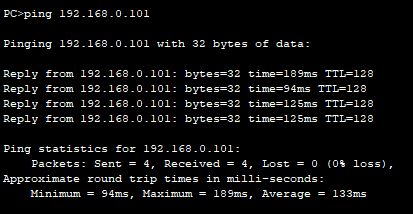 PC>ping 192.168.0.101
Pinging 192.168.0.101 with 32 bytes of data:
Reply from 192.168.0.101: bytes=32 time=189ms TTL=128
Reply from 192.168.0.101: bytes=32 time=94ms TTL=128
Reply from 192.168.0.101: bytes=32 time=125ms TTL=128
Reply from 192.168.0.101: bytes=32 time=125ms TTL=128
Ping statistics for 192.168.0.101:
    Packets: Sent = 4, Received = 4, Lost = 0 (0% loss),
Approximate round trip times in milli-seconds:
    Minimum = 94ms, Maximum = 189ms, Average = 133ms